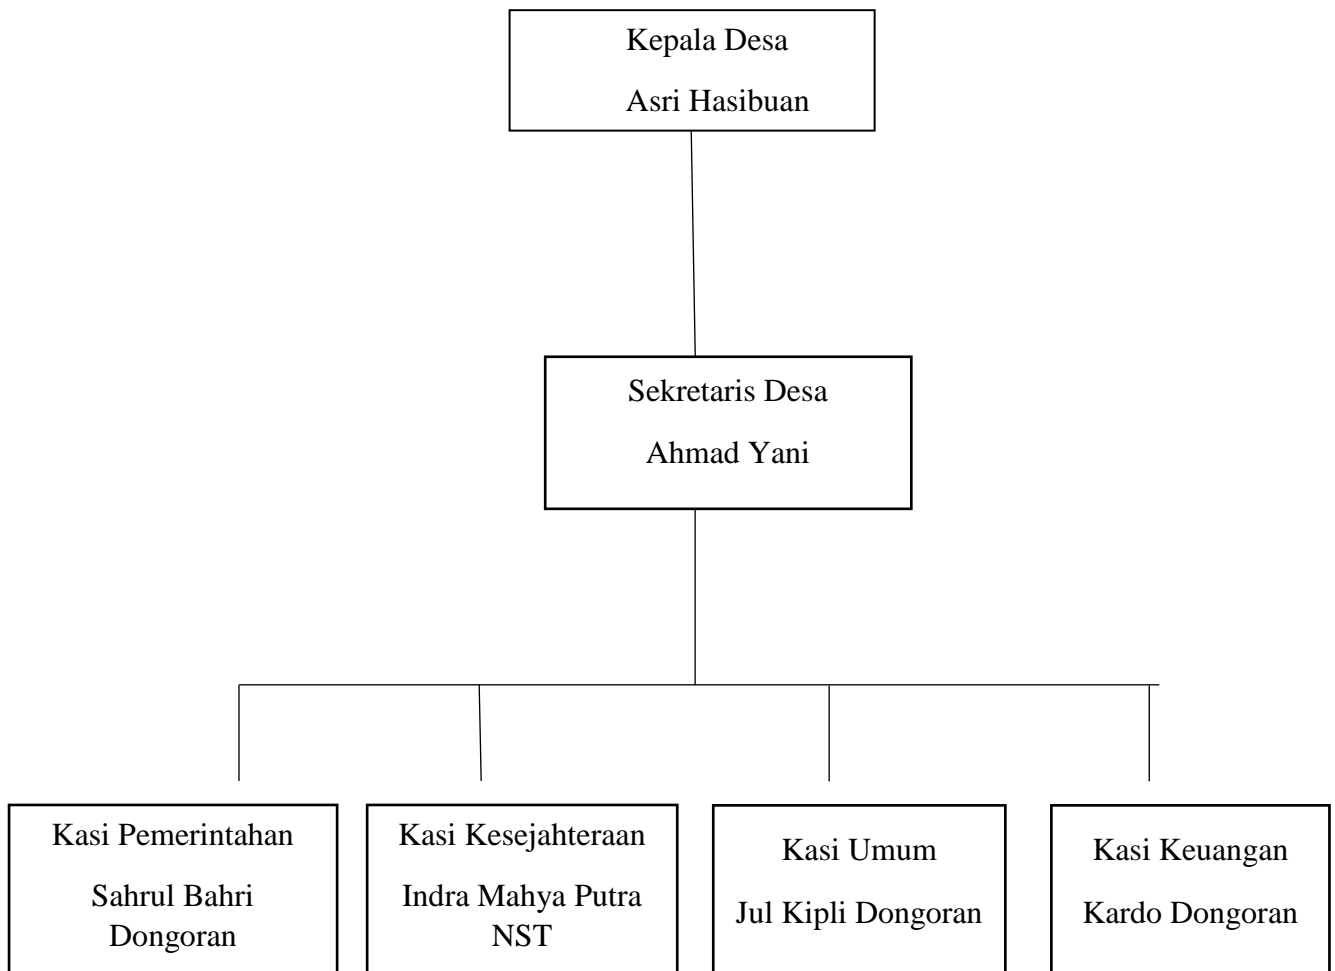 Kepala Desa
Asri Hasibuan
Sekretaris Desa
Ahmad Yani
Kasi Pemerintahan
Sahrul Bahri
Dongoran
Kasi Kesejahteraan
Indra Mahya Putra
NST
Kasi Umum
Jul Kipli Dongoran
Kasi Keuangan
Kardo Dongoran